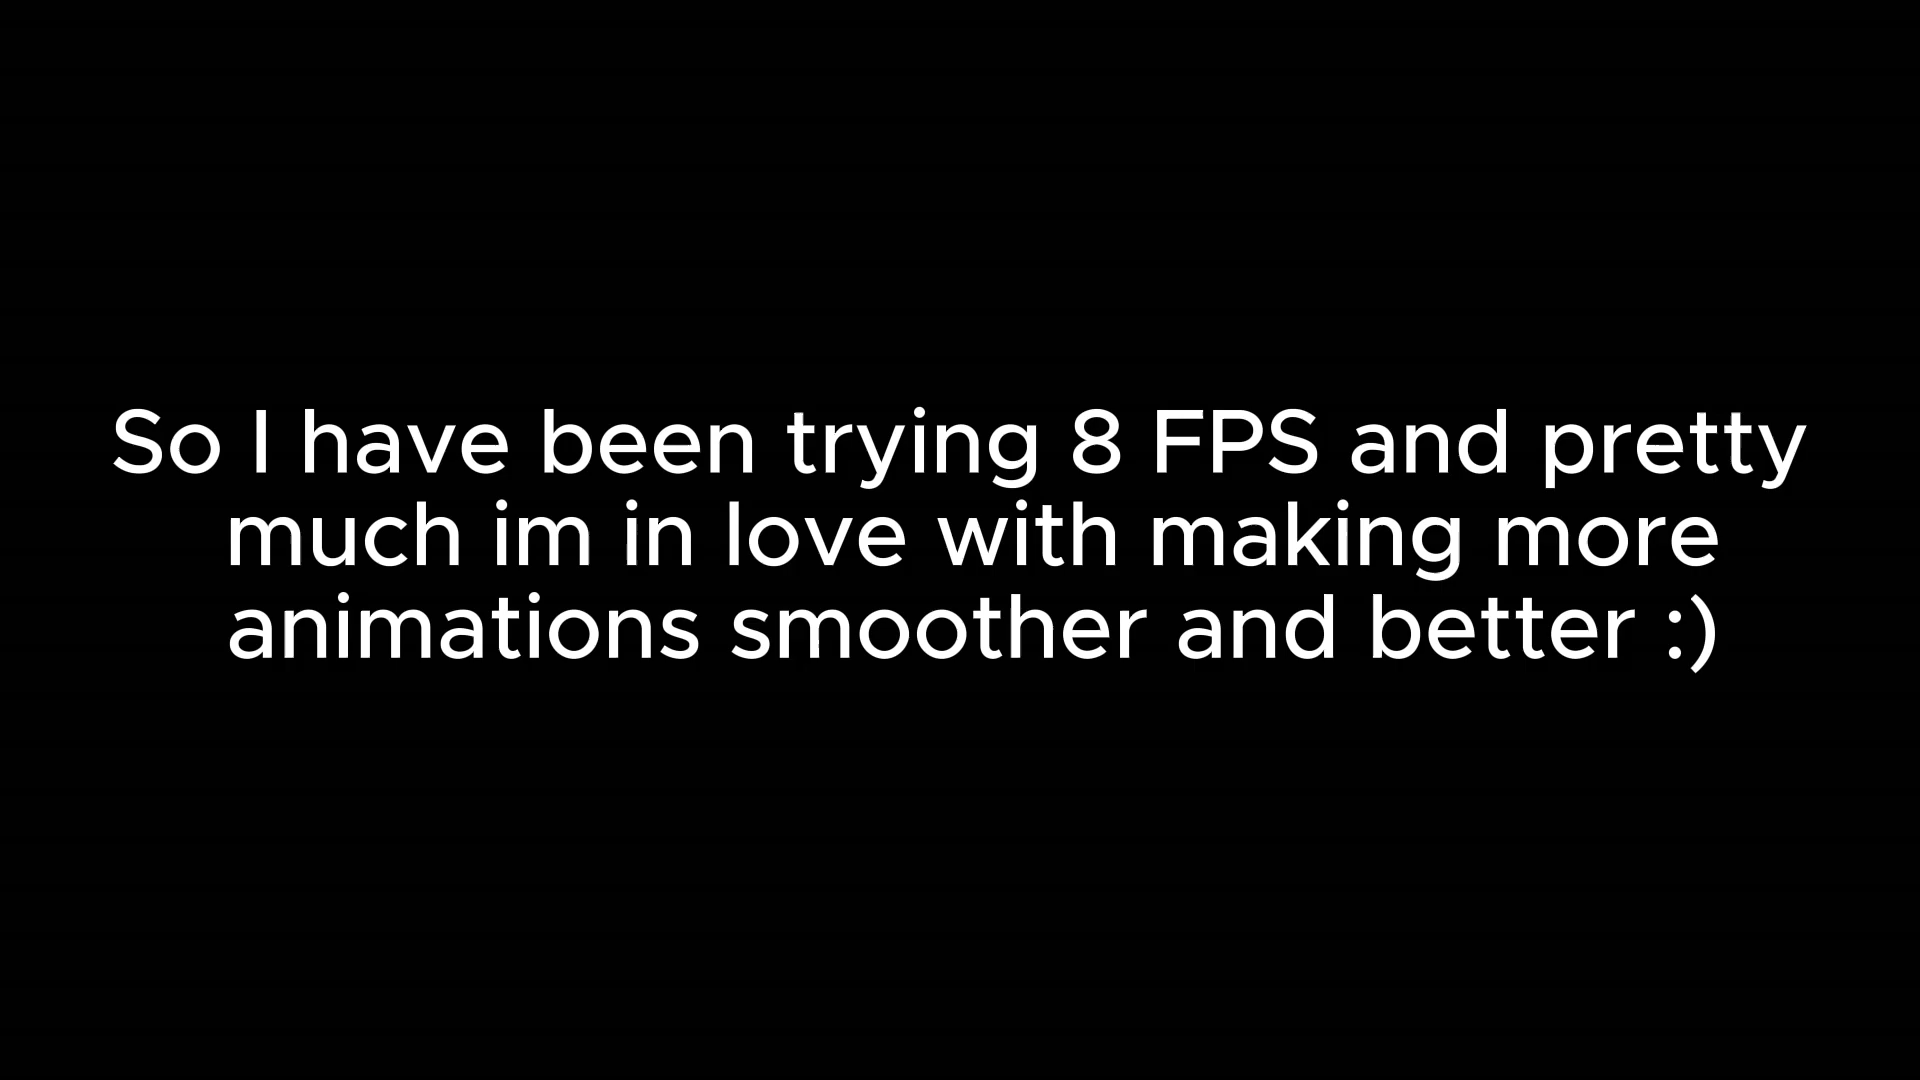 So I have been trying 8 FPS and pretty
much im in love with making more
animations smoother and better :)